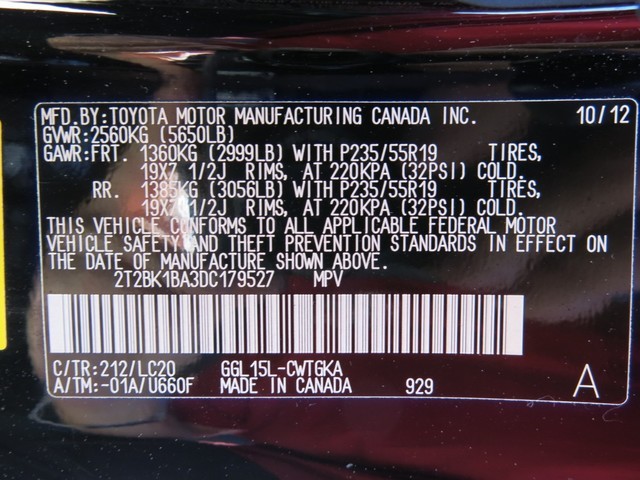 MFD.BY:TOYOTA MOTOR MANUFACTURING CANADA INC. 10/12
GVWR:2560KG (5650LB)
GAWR:FRT. 1360KG (2999LB) WITH P235/55R19 TIRES,
19X7 1/2J RIMS, AT 220KPA (32PSI) COLD.
RR. 1385KG (3056LB) WITH P235/55R19 TIRES,
19X7 1/2J RIMS, AT 220KPA (32PSI) COLD.
THIS VEHICLE CONFORMS TO ALL APPLICABLE FEDERAL MOTOR
VEHICLE SAFETY AND THEFT PREVENTION STANDARDS IN EFFECT ON
THE DATE OF MANUFACTURE SHOWN ABOVE.
2T2BK1BA3DC179527 MPV
C/TR:212/LC20 GGL15L-CWTGKA
A/TM:-01A/U660F MADE IN CANADA 929 A